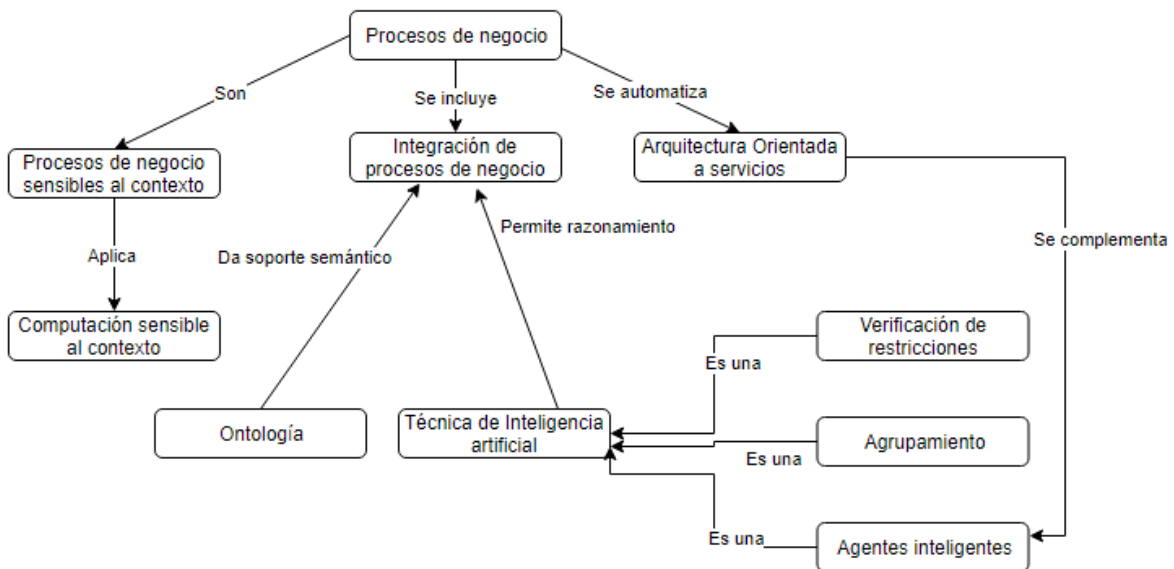 Procesos de negocio
Son
Se incluye
Se automatiza
Procesos de negocio
sensibles al contexto
Integración de
procesos de negocio
Arquitectura Orientada
a servicios
Permite razonamiento
Se complementa
Aplica
Da soporte semántico
Computación sensible
al contexto
Verificación de
restricciones
Es una
Ontología
Técnica de Inteligencia
artificial
Agrupamiento
Es una
Es una
Agentes inteligentes